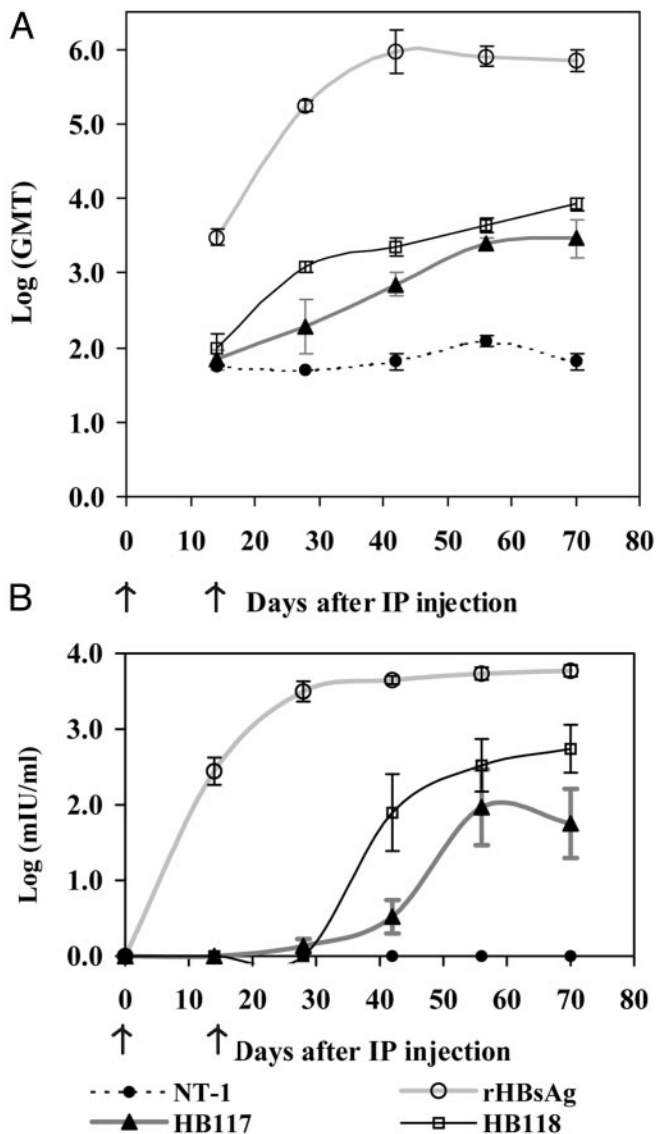 A
6.0
5.0
4.0
3.0
2.0
1.0
0.0
Log (GMT)
0 10 20 30 40 50 60 70 80
Days after IP injection
B
4.0
3.0
2.0
1.0
0.0
Log (mIU/ml)
0 10 20 30 40 50 60 70 80
Days after IP injection
NT-1 rHBsAg
HB117 HB118